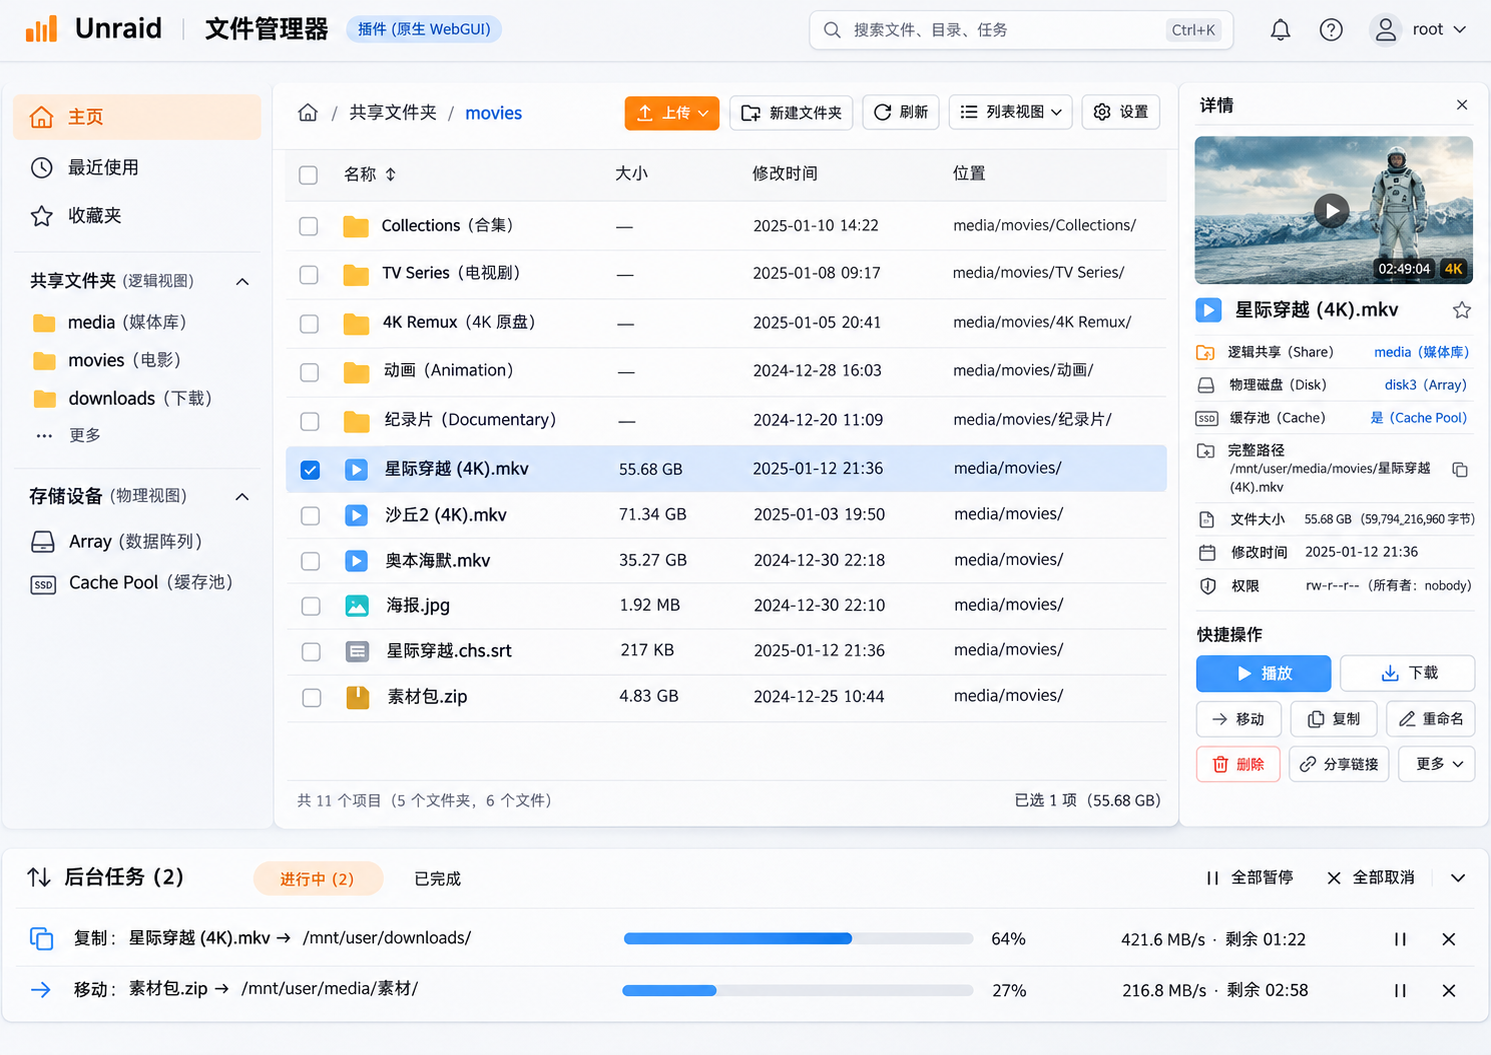 Unraid
文件管理器
插件 (原生 WebGUI)
搜索文件、目录、任务
Ctrl+K
root
主页
最近使用
收藏夹
共享文件夹 (逻辑视图)
media (媒体库)
movies (电影)
downloads (下载)
更多
存储设备 (物理视图)
Array (数据阵列)
SSD Cache Pool (缓存池)
/ 共享文件夹 / movies
上传
新建文件夹
刷新
列表视图
设置
名称 大小 修改时间 位置
Collections (合集) — 2025-01-10 14:22 media/movies/Collections/
TV Series (电视剧) — 2025-01-08 09:17 media/movies/TV Series/
4K Remux (4K 原盘) — 2025-01-05 20:41 media/movies/4K Remux/
动画 (Animation) — 2024-12-28 16:03 media/movies/动画/
纪录片 (Documentary) — 2024-12-20 11:09 media/movies/纪录片/
星际穿越 (4K).mkv 55.68 GB 2025-01-12 21:36 media/movies/
沙丘2 (4K).mkv 71.34 GB 2025-01-03 19:50 media/movies/
奥本海默.mkv 35.27 GB 2024-12-30 22:18 media/movies/
海报.jpg 1.92 MB 2024-12-30 22:10 media/movies/
星际穿越.chs.srt 217 KB 2025-01-12 21:36 media/movies/
素材包.zip 4.83 GB 2024-12-25 10:44 media/movies/
共 11 个项目 (5 个文件夹, 6 个文件)
已选 1 项 (55.68 GB)
详情
02:49:04 4K
星际穿越 (4K).mkv
逻辑共享 (Share) media (媒体库)
物理磁盘 (Disk) disk3 (Array)
SSD 缓存池 (Cache) 是 (Cache Pool)
完整路径
/mnt/user/media/movies/星际穿越
(4K).mkv
文件大小 55.68 GB (59,794,216,960 字节)
修改时间 2025-01-12 21:36
权限 rw-r--r-- (所有者: nobody)
快捷操作
播放
下载
移动
复制
重命名
删除
分享链接
更多
后台任务 (2)
进行中 (2)
已完成
全部暂停
全部取消
复制: 星际穿越 (4K).mkv → /mnt/user/downloads/ 64% 421.6 MB/s · 剩余 01:22
移动: 素材包.zip → /mnt/user/media/素材/ 27% 216.8 MB/s · 剩余 02:58